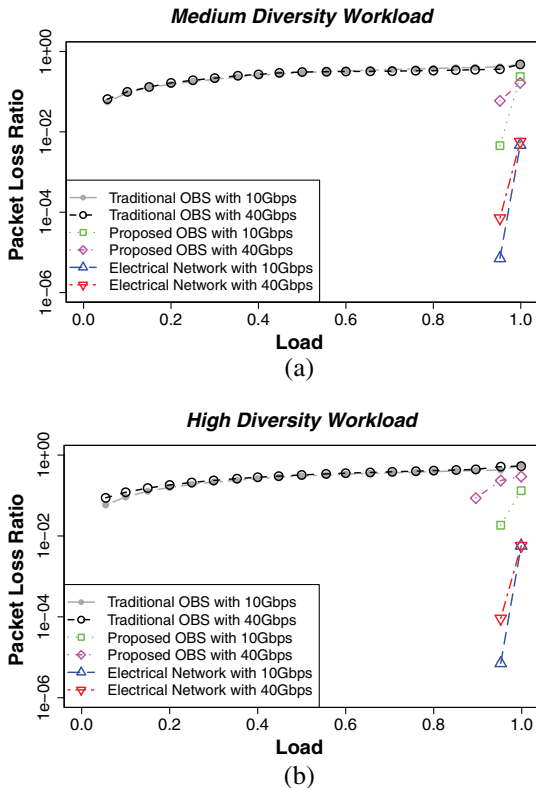 Medium Diversity Workload
Packet Loss Ratio
1e+00
1e-02
1e-04
1e-06
Traditional OBS with 10Gbps
Traditional OBS with 40Gbps
Proposed OBS with 10Gbps
Proposed OBS with 40Gbps
Electrical Network with 10Gbps
Electrical Network with 40Gbps
0.0 0.2 0.4 0.6 0.8 1.0
Load
(a)
High Diversity Workload
Packet Loss Ratio
1e+00
1e-02
1e-04
1e-06
Traditional OBS with 10Gbps
Traditional OBS with 40Gbps
Proposed OBS with 10Gbps
Proposed OBS with 40Gbps
Electrical Network with 10Gbps
Electrical Network with 40Gbps
0.0 0.2 0.4 0.6 0.8 1.0
Load
(b)